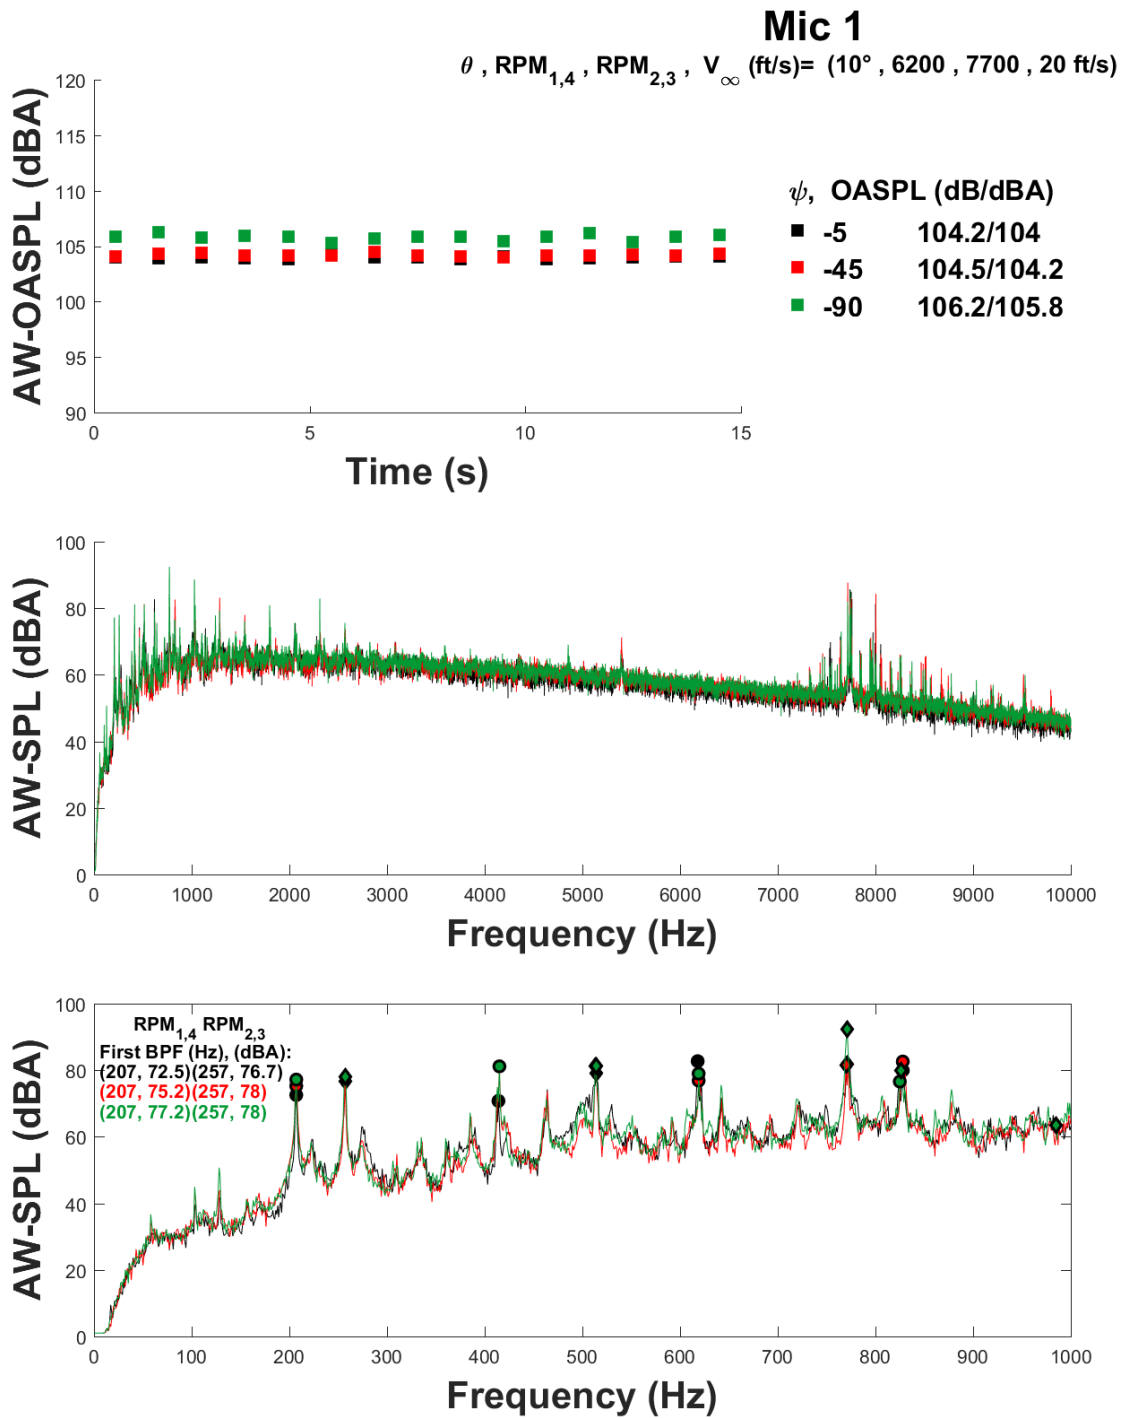 Mic 1
θ , RPM1,4 , RPM2,3 , V∞ (ft/s)= (10° , 6200 , 7700 , 20 ft/s)
AW-OASPL (dBA)
120
115
110
105
100
95
90
0 5 10 15
Time (s)
ψ, OASPL (dB/dBA)
-5 104.2/104
-45 104.5/104.2
-90 106.2/105.8
AW-SPL (dBA)
100
80
60
40
20
0
0 1000 2000 3000 4000 5000 6000 7000 8000 9000 10000
Frequency (Hz)
AW-SPL (dBA)
100
80
60
40
20
0
RPM1,4 RPM2,3
First BPF (Hz), (dBA):
(207, 72.5)(257, 76.7)
(207, 75.2)(257, 78)
(207, 77.2)(257, 78)
0 100 200 300 400 500 600 700 800 900 1000
Frequency (Hz)